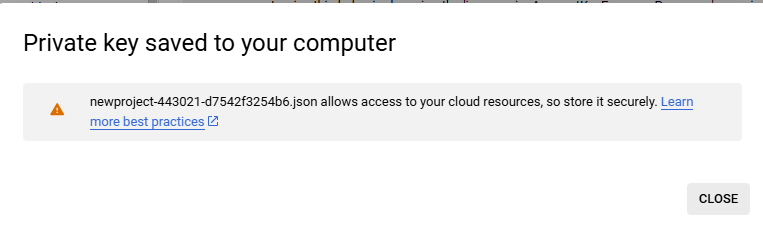 Private key saved to your computer
newproject-443021-d7542f3254b6.json allows access to your cloud resources, so store it securely. Learn
more best practices
CLOSE